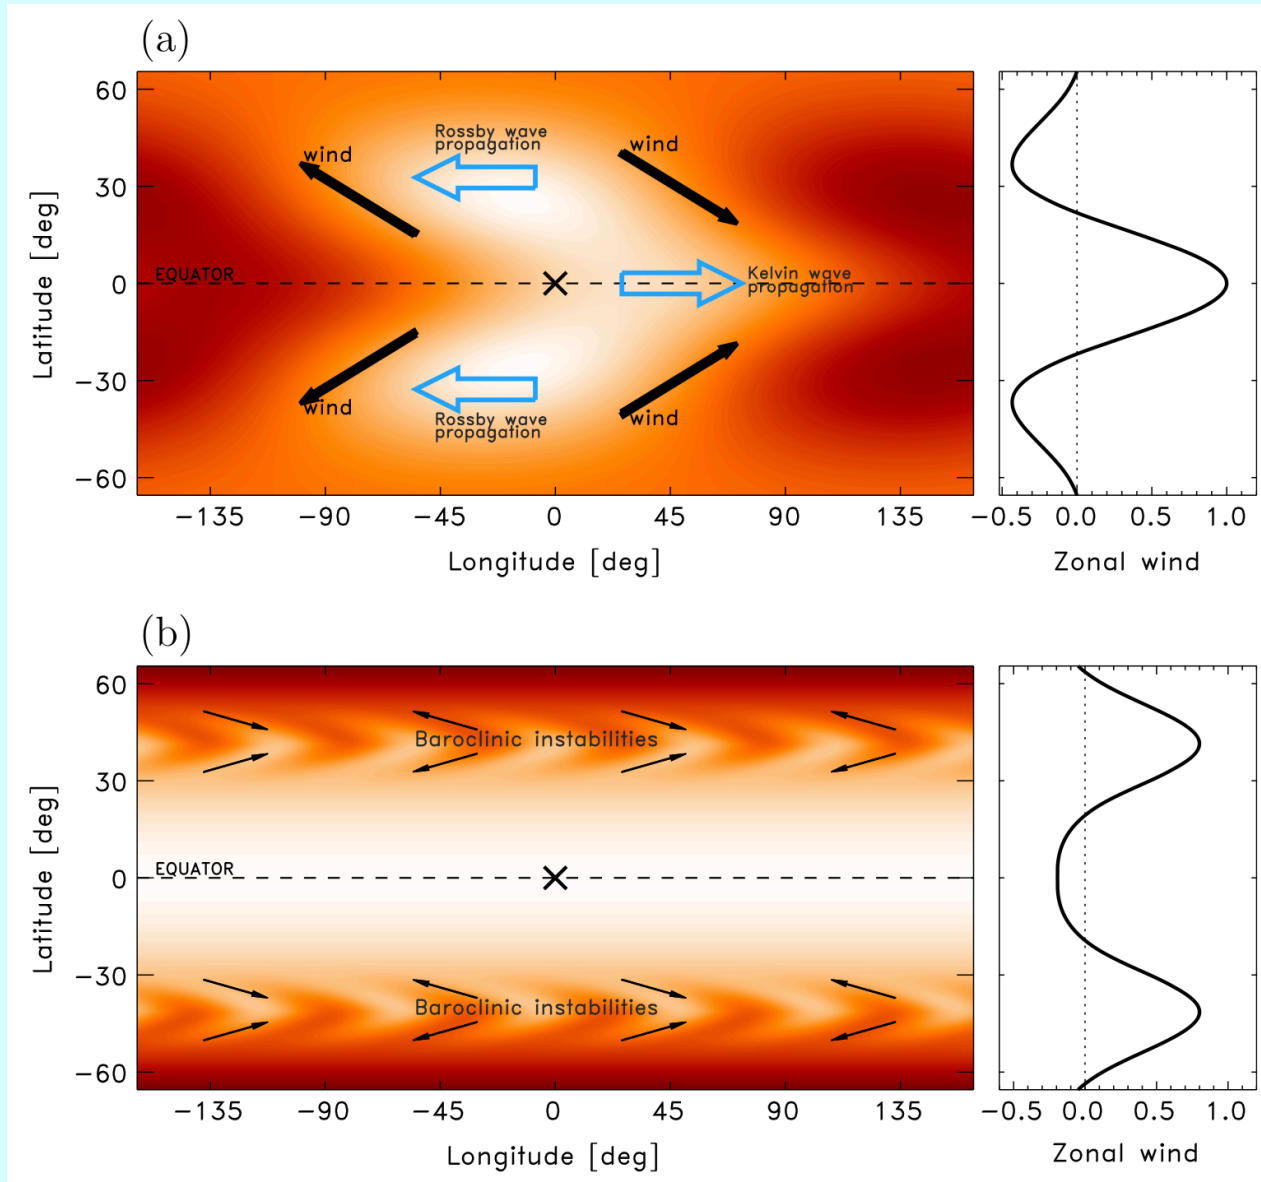 (a)
60
30
0
−30
−60
Latitude [deg]
wind
Rossby wave
propagation
wind
EQUATOR
Kelvin wave
propagation
wind
Rossby wave
propagation
wind
−135 −90 −45 0 45 90 135
Longitude [deg]
−0.5 0.0 0.5 1.0
Zonal wind
(b)
60
30
0
−30
−60
Latitude [deg]
Baroclinic instabilities
EQUATOR
Baroclinic instabilities
−135 −90 −45 0 45 90 135
Longitude [deg]
−0.5 0.0 0.5 1.0
Zonal wind